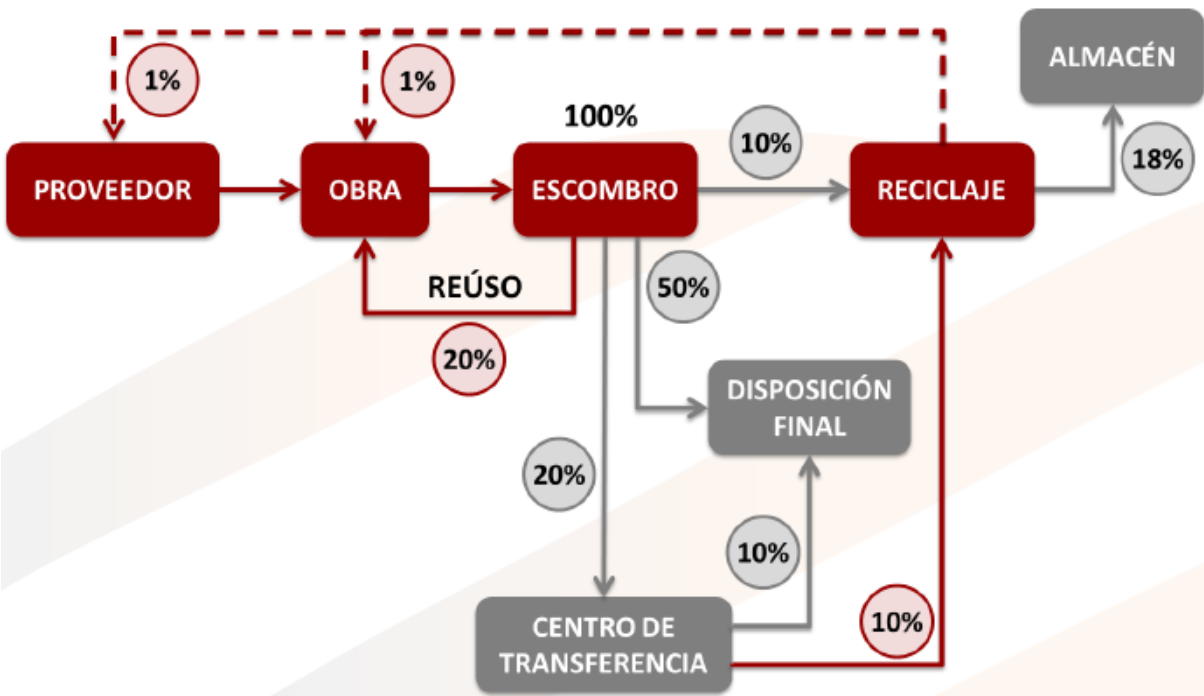 ALMACÉN
1%
1%
100%
10%
18%
PROVEEDOR
OBRA
ESCOMBRO
RECICLAJE
REÚSO
50%
20%
DISPOSICIÓN
FINAL
20%
10%
10%
CENTRO DE
TRANSFERENCIA